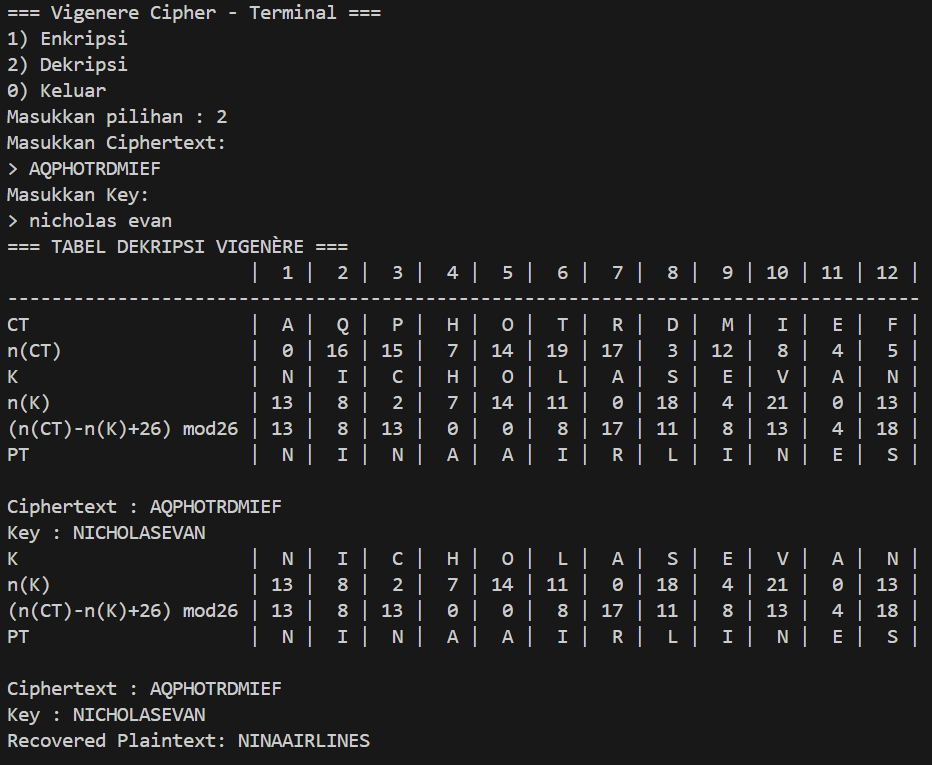 === Vigenere Cipher - Terminal ===
1) Enkripsi
2) Dekripsi
0) Keluar
Masukkan pilihan : 2
Masukkan Ciphertext:
> AQPHOTRDMIEF
Masukkan Key:
> nicholas evan
=== TABEL DEKRIPSI VIGENÈRE ===
                       |  1 |  2 |  3 |  4 |  5 |  6 |  7 |  8 |  9 | 10 | 11 | 12 |
------------------------------------------------------------------------------------
CT                     |  A |  Q |  P |  H |  O |  T |  R |  D |  M |  I |  E |  F |
n(CT)                  |  0 | 16 | 15 |  7 | 14 | 19 | 17 |  3 | 12 |  8 |  4 |  5 |
K                      |  N |  I |  C |  H |  O |  L |  A |  S |  E |  V |  A |  N |
n(K)                   | 13 |  8 |  2 |  7 | 14 | 11 |  0 | 18 |  4 | 21 |  0 | 13 |
(n(CT)-n(K)+26) mod26 | 13 |  8 | 13 |  0 |  0 |  8 | 17 | 11 |  8 | 13 |  4 | 18 |
PT                     |  N |  I |  N |  A |  A |  I |  R |  L |  I |  N |  E |  S |

Ciphertext : AQPHOTRDMIEF
Key : NICHOLASEVAN
K                      |  N |  I |  C |  H |  O |  L |  A |  S |  E |  V |  A |  N |
n(K)                   | 13 |  8 |  2 |  7 | 14 | 11 |  0 | 18 |  4 | 21 |  0 | 13 |
(n(CT)-n(K)+26) mod26 | 13 |  8 | 13 |  0 |  0 |  8 | 17 | 11 |  8 | 13 |  4 | 18 |
PT                     |  N |  I |  N |  A |  A |  I |  R |  L |  I |  N |  E |  S |

Ciphertext : AQPHOTRDMIEF
Key : NICHOLASEVAN
Recovered Plaintext: NINAAIRLINES